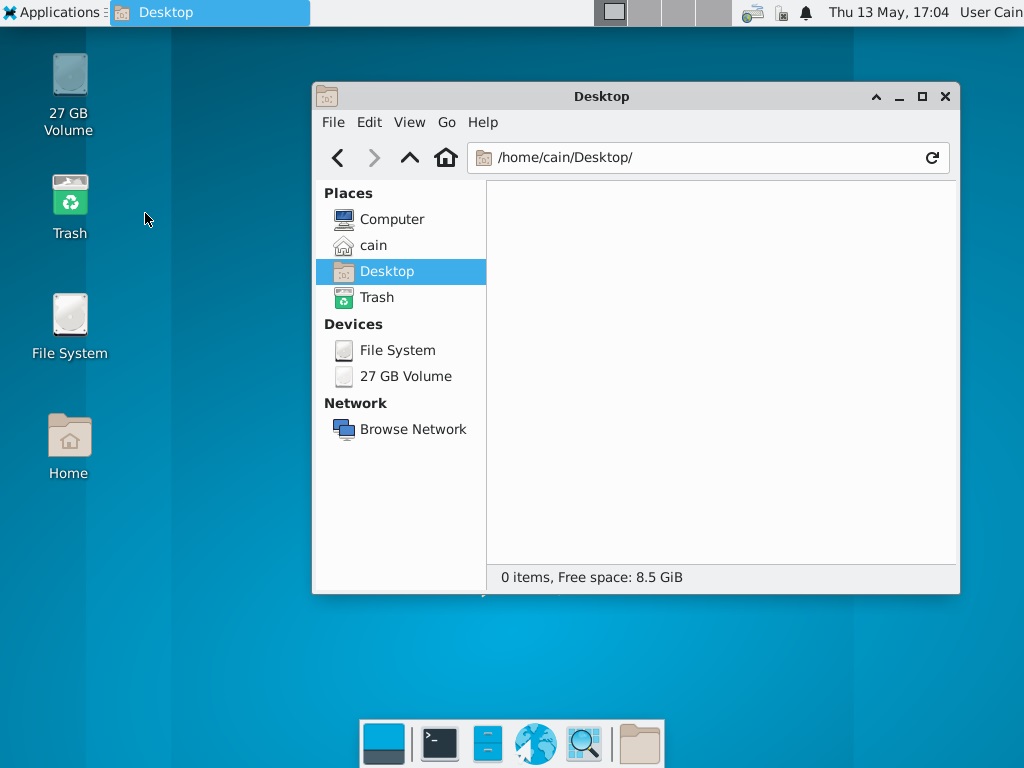 Applications
Desktop
Thu 13 May, 17:04
User Cain
27 GB
Volume
Trash
File System
Home
Desktop
File
Edit
View
Go
Help
/home/cain/Desktop/
Places
Computer
cain
Desktop
Trash
Devices
File System
27 GB Volume
Network
Browse Network
0 items, Free space: 8.5 GiB
>_